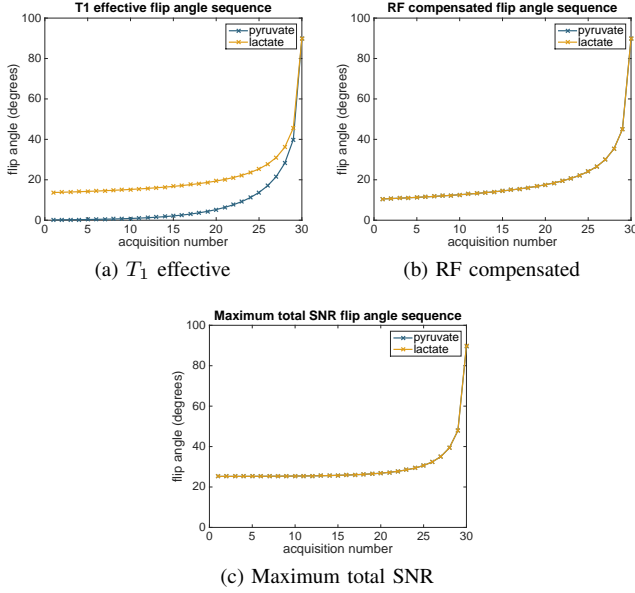 T1 effective flip angle sequence
pyruvate
lactate
flip angle (degrees)
100
80
60
40
20
0
0 5 10 15 20 25 30
acquisition number
(a) T1 effective
RF compensated flip angle sequence
pyruvate
lactate
flip angle (degrees)
100
80
60
40
20
0
0 5 10 15 20 25 30
acquisition number
(b) RF compensated
Maximum total SNR flip angle sequence
pyruvate
lactate
flip angle (degrees)
100
80
60
40
20
0
0 5 10 15 20 25 30
acquisition number
(c) Maximum total SNR